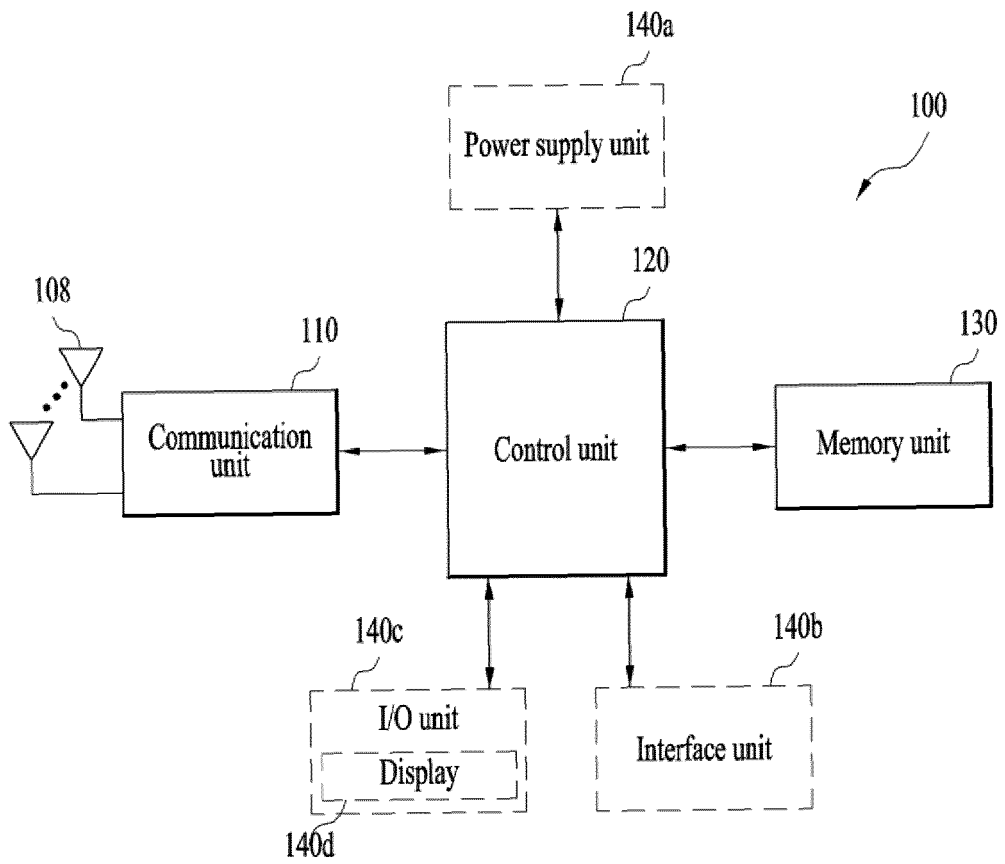 140a
Power supply unit
100
120
108
110
130
Communication
unit
Control unit
Memory unit
140c
140b
I/O unit
Display
Interface unit
140d